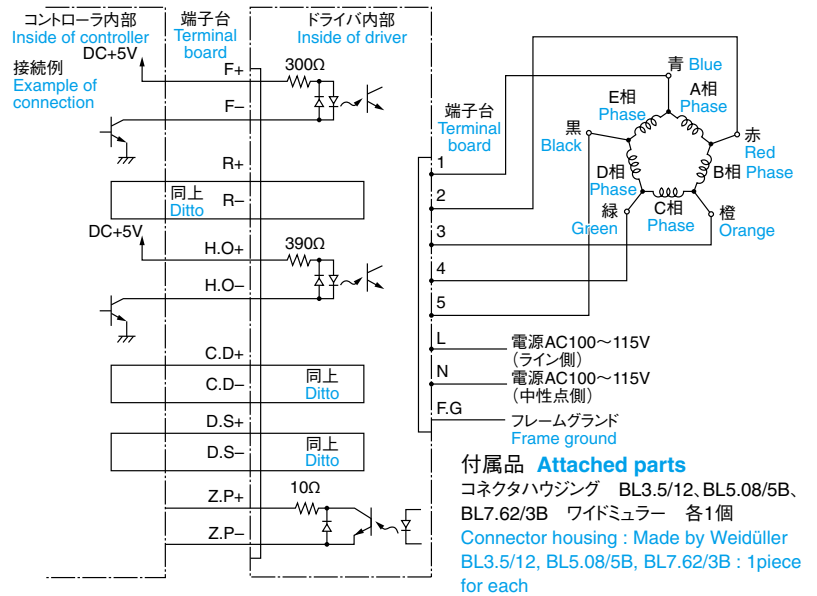 コントローラ内部
Inside of controller
端子台
Terminal
board
ドライバ内部
Inside of driver
DC+5V
接続例
Example of
connection
F+
300Ω
F−
R+
同上
Ditto
R−
DC+5V
H.O+
390Ω
H.O−
C.D+
C.D−
同上
Ditto
D.S+
D.S−
同上
Ditto
Z.P+
10Ω
Z.P−
端子台
Terminal
board
1
2
3
4
5
L
N
F.G
青 Blue
E相
Phase
A相
Phase
黒
Black
赤
Red
D相
Phase
B相 Phase
Phase
C相
Phase
緑
Green
橙
Orange
電源AC100〜115V
（ライン側）
電源AC100〜115V
（中性点側）
フレームグランド
Frame ground
付属品 Attached parts
コネクタハウジング BL3.5/12、BL5.08/5B、
BL7.62/3B ワイドミュラー 各1個
Connector housing : Made by Weidüller
BL3.5/12, BL5.08/5B, BL7.62/3B : 1piece
for each